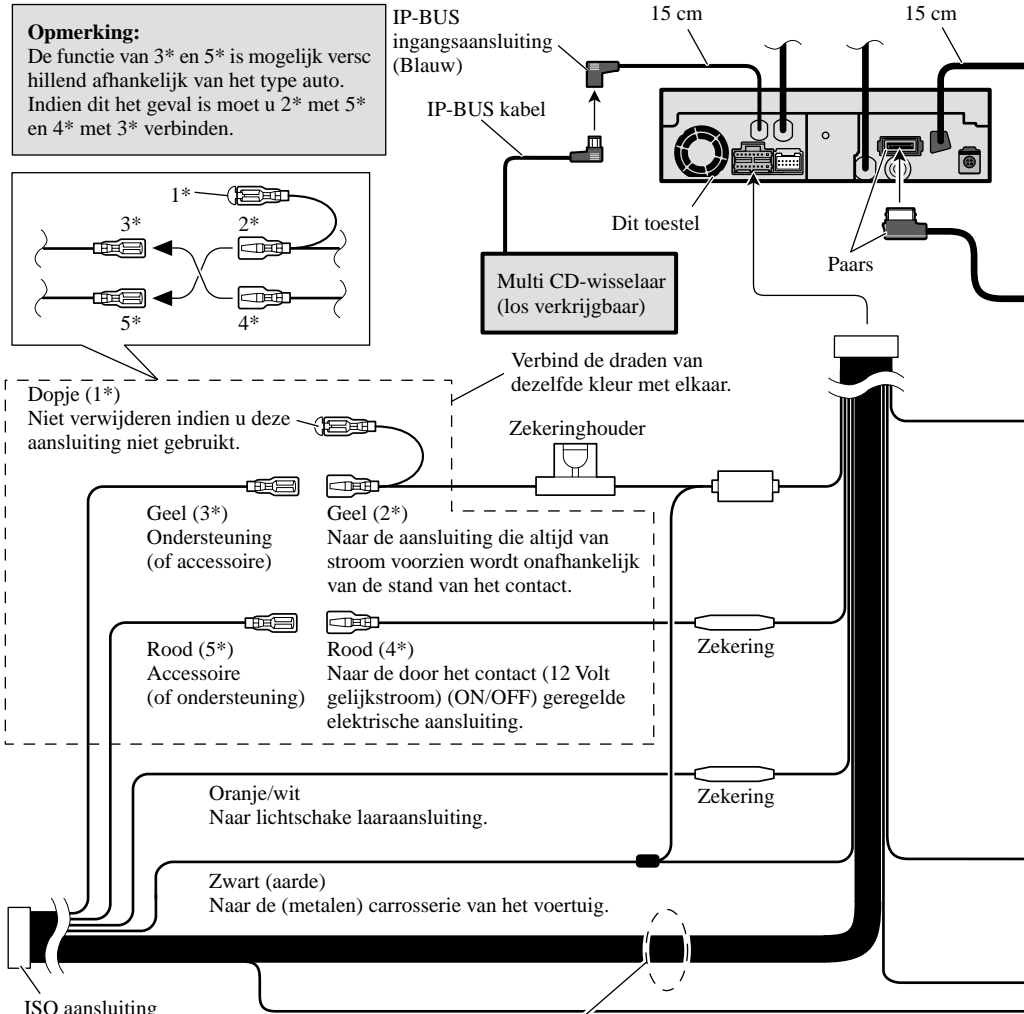 Opmerking:
De functie van 3* en 5* is mogelijk versc
hillend afhankelijk van het type auto.
Indien dit het geval is moet u 2* met 5*
en 4* met 3* verbinden.
IP-BUS
ingangsaansluiting
(Blauw)
15 cm
15 cm
IP-BUS kabel
Dit toestel
Paars
Multi CD-wisselaar
(los verkrijgbaar)
1*
3*
2*
5*
4*
Verbind de draden van
dezelfde kleur met elkaar.
Dopje (1*)
Niet verwijderen indien u deze
aansluiting niet gebruikt.
Zekeringhouder
Geel (3*)
Ondersteuning
(of accessoire)
Geel (2*)
Naar de aansluiting die altijd van
stroom voorzien wordt onafhankelijk
van de stand van het contact.
Rood (5*)
Accessoire
(of ondersteuning)
Rood (4*)
Naar de door het contact (12 Volt
gelijkstroom) (ON/OFF) geregelde
elektrische aansluiting.
Zekering
Oranje/wit
Naar lichtschake laaraansluiting.
Zekering
Zwart (aarde)
Naar de (metalen) carrosserie van het voertuig.
ISO aansluiting